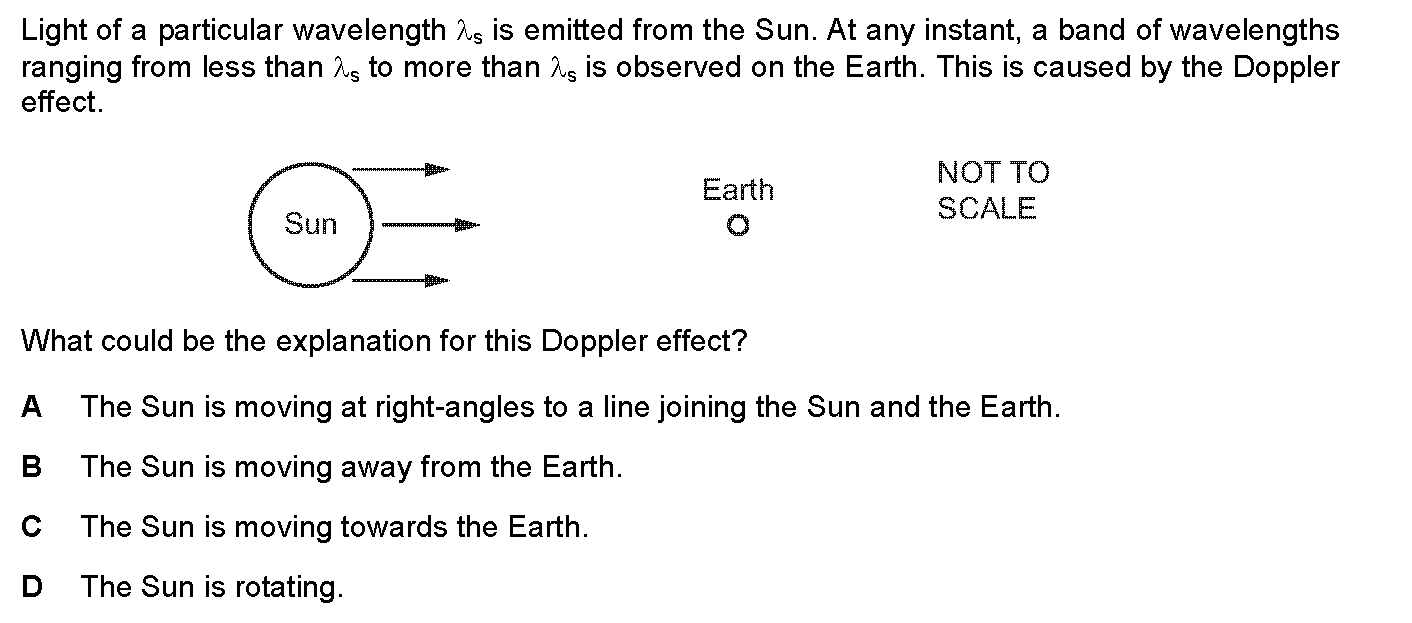 Light of a particular wavelength λs is emitted from the Sun. At any instant, a band of wavelengths
ranging from less than λs to more than λs is observed on the Earth. This is caused by the Doppler
effect.
NOT TO
SCALE
Earth
Sun
What could be the explanation for this Doppler effect?
A The Sun is moving at right-angles to a line joining the Sun and the Earth.
B The Sun is moving away from the Earth.
C The Sun is moving towards the Earth.
D The Sun is rotating.